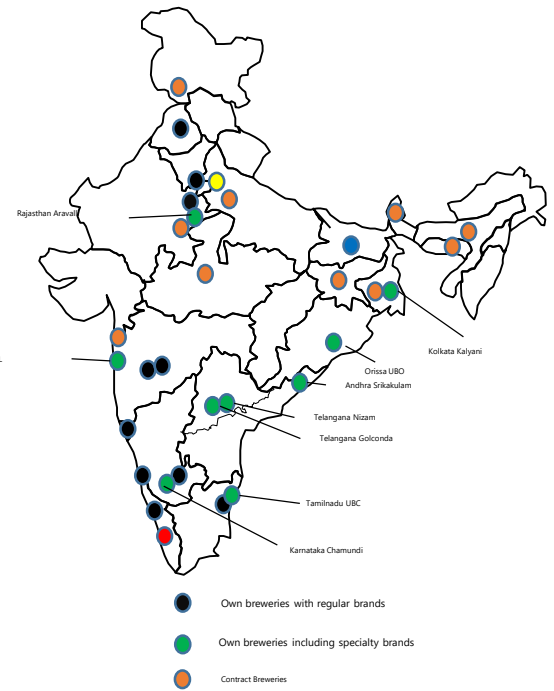 Rajasthan Aravali
Kolkata Kalyani
Orissa UBO
Andhra Srikakulam
Telangana Nizam
Telangana Golconda
Tamilnadu UBC
Karnataka Chamundi
Own breweries with regular brands
Own breweries including specialty brands
Contract Breweries